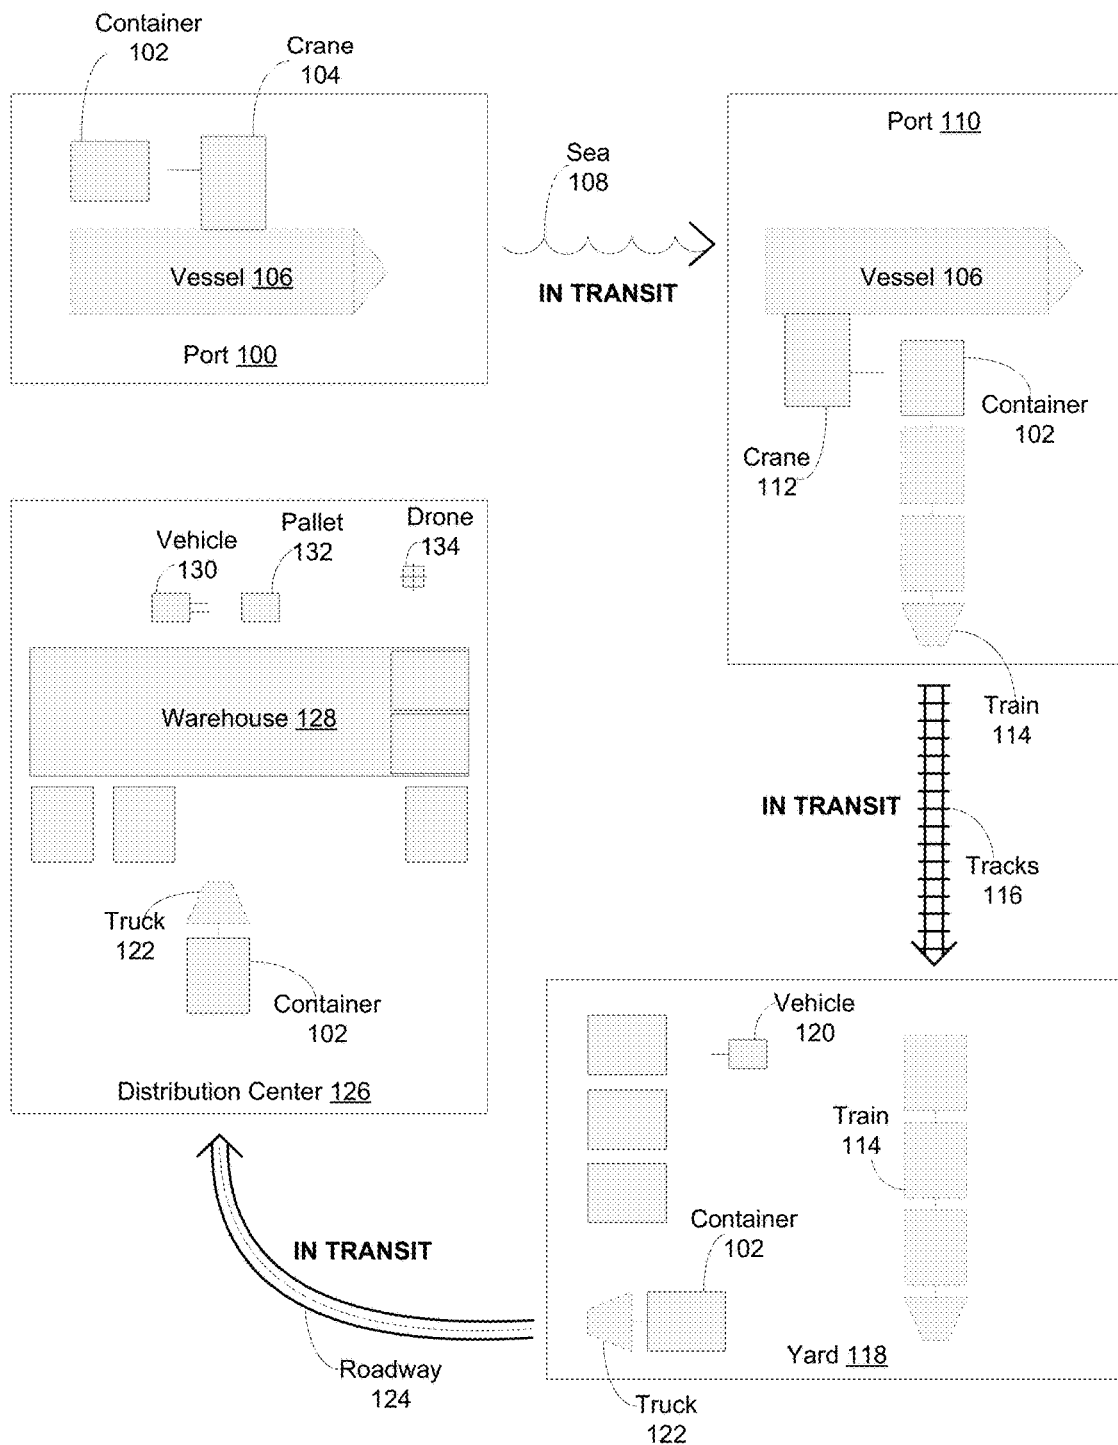 Container
102
Crane
104
Vessel 106
Port 100
Sea
108
IN TRANSIT
Port 110
Vessel 106
Container
102
Crane
112
Train
114
IN TRANSIT
Tracks
116
Vehicle
120
Train
114
Container
102
Yard 118
Truck
122
IN TRANSIT
Roadway
124
Vehicle
130
Pallet
132
Drone
134
Warehouse 128
Truck
122
Container
102
Distribution Center 126